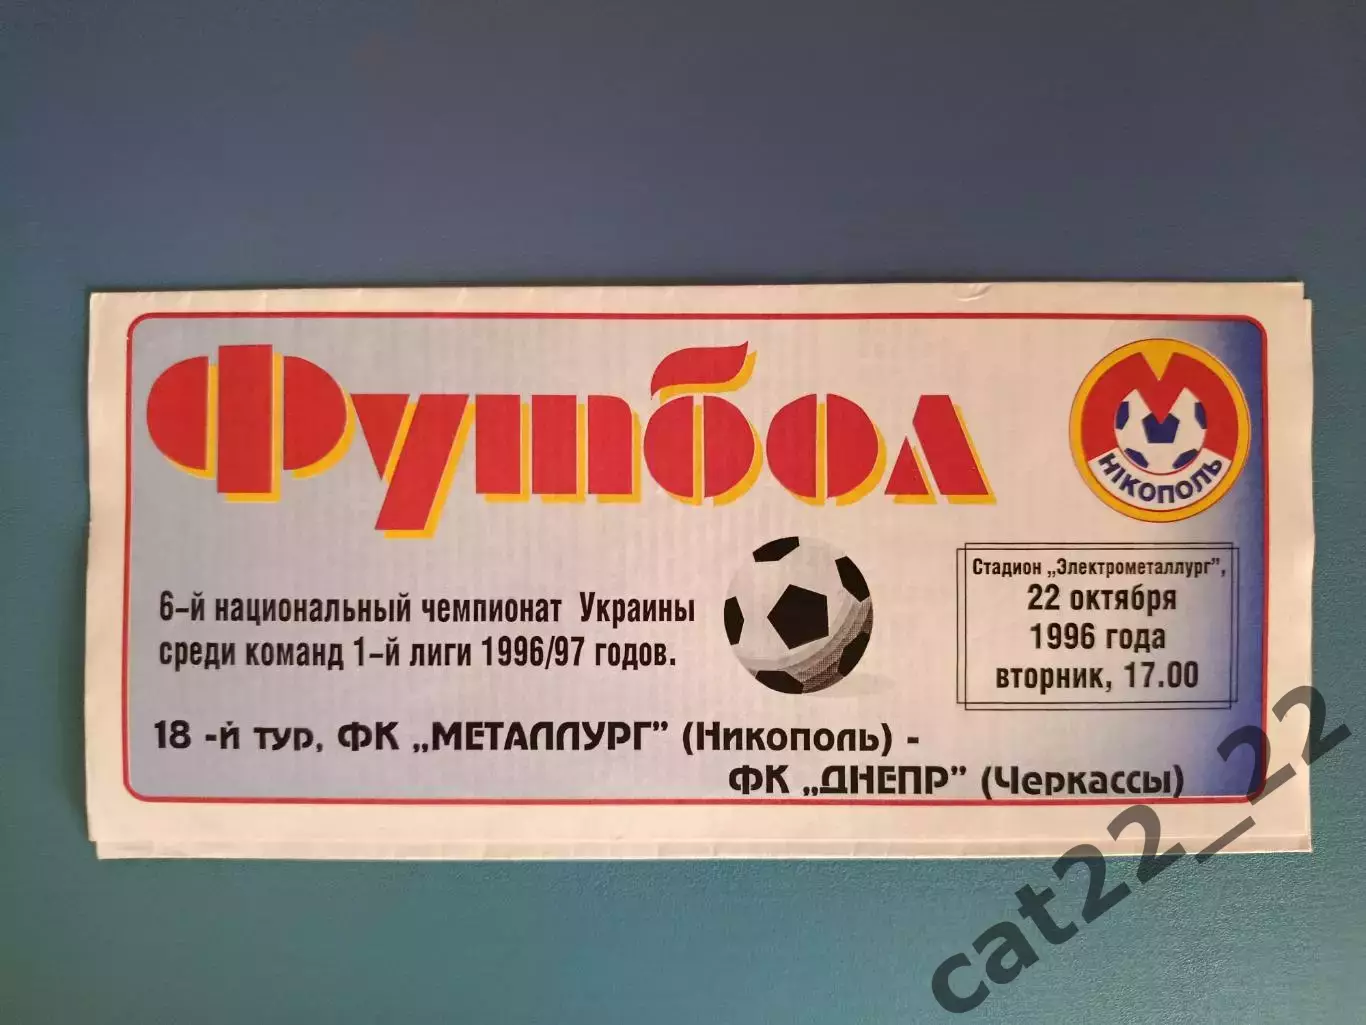 Футбол
М
НІКОПОЛЬ
6-й национальный чемпионат Украины
среди команд 1-й лиги 1996/97 годов.
Стадион „Электрометаллург",
22 октября
1996 года
вторник, 17.00
18 -й тур, ФК „МЕТАЛЛУРГ" (Никополь) -
ФК „ДНЕПР" (Черкассы)
cat22_22